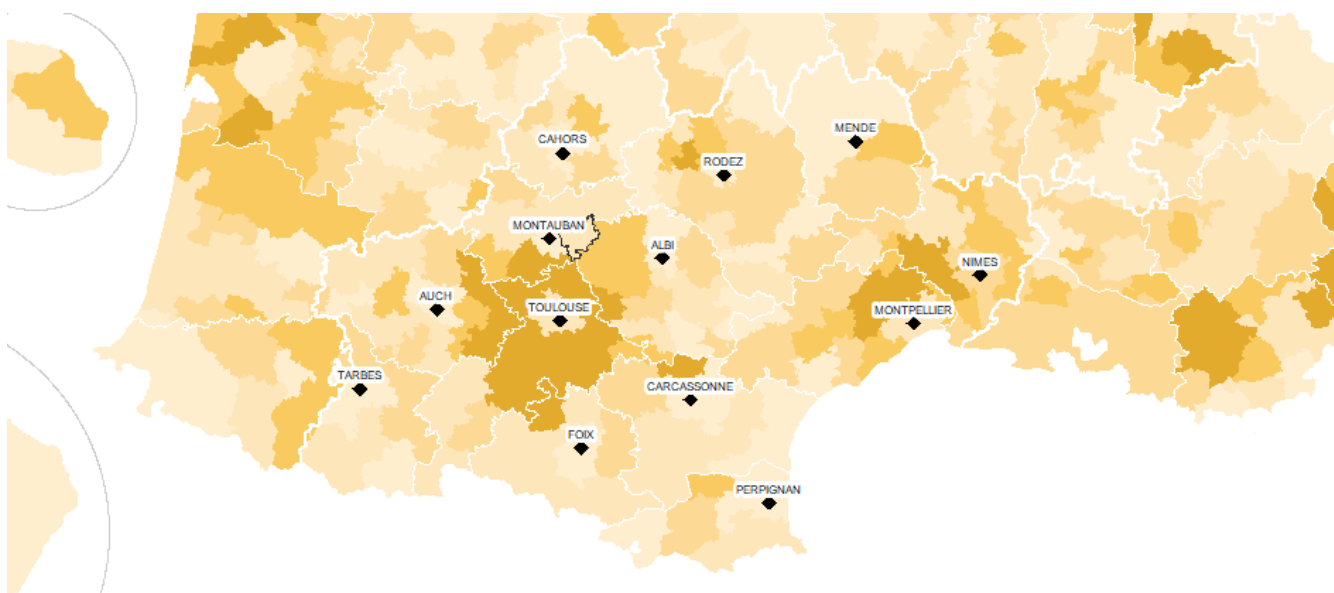 MENDE
CAHORS
RODEZ
MONTAUBAN
ALBI
NIMES
AUCH
TOULOUSE
MONTPELLIER
TARBES
CARCASSONNE
FOIX
PERPIGNAN